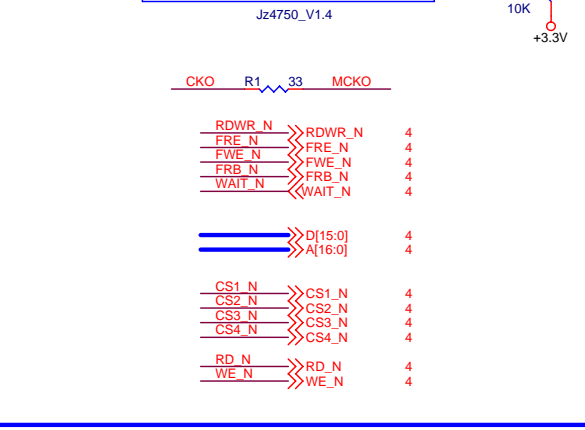 10K
Jz4750_V1.4
+3.3V
CKO R1 33 MCKO
RDWR_N RDWR_N 4
FRE_N FRE_N 4
FWE_N FWE_N 4
FRB_N FRB_N 4
WAIT_N WAIT_N 4
D[15:0] 4
A[16:0] 4
CS1_N CS1_N 4
CS2_N CS2_N 4
CS3_N CS3_N 4
CS4_N CS4_N 4
RD_N RD_N 4
WE_N WE_N 4